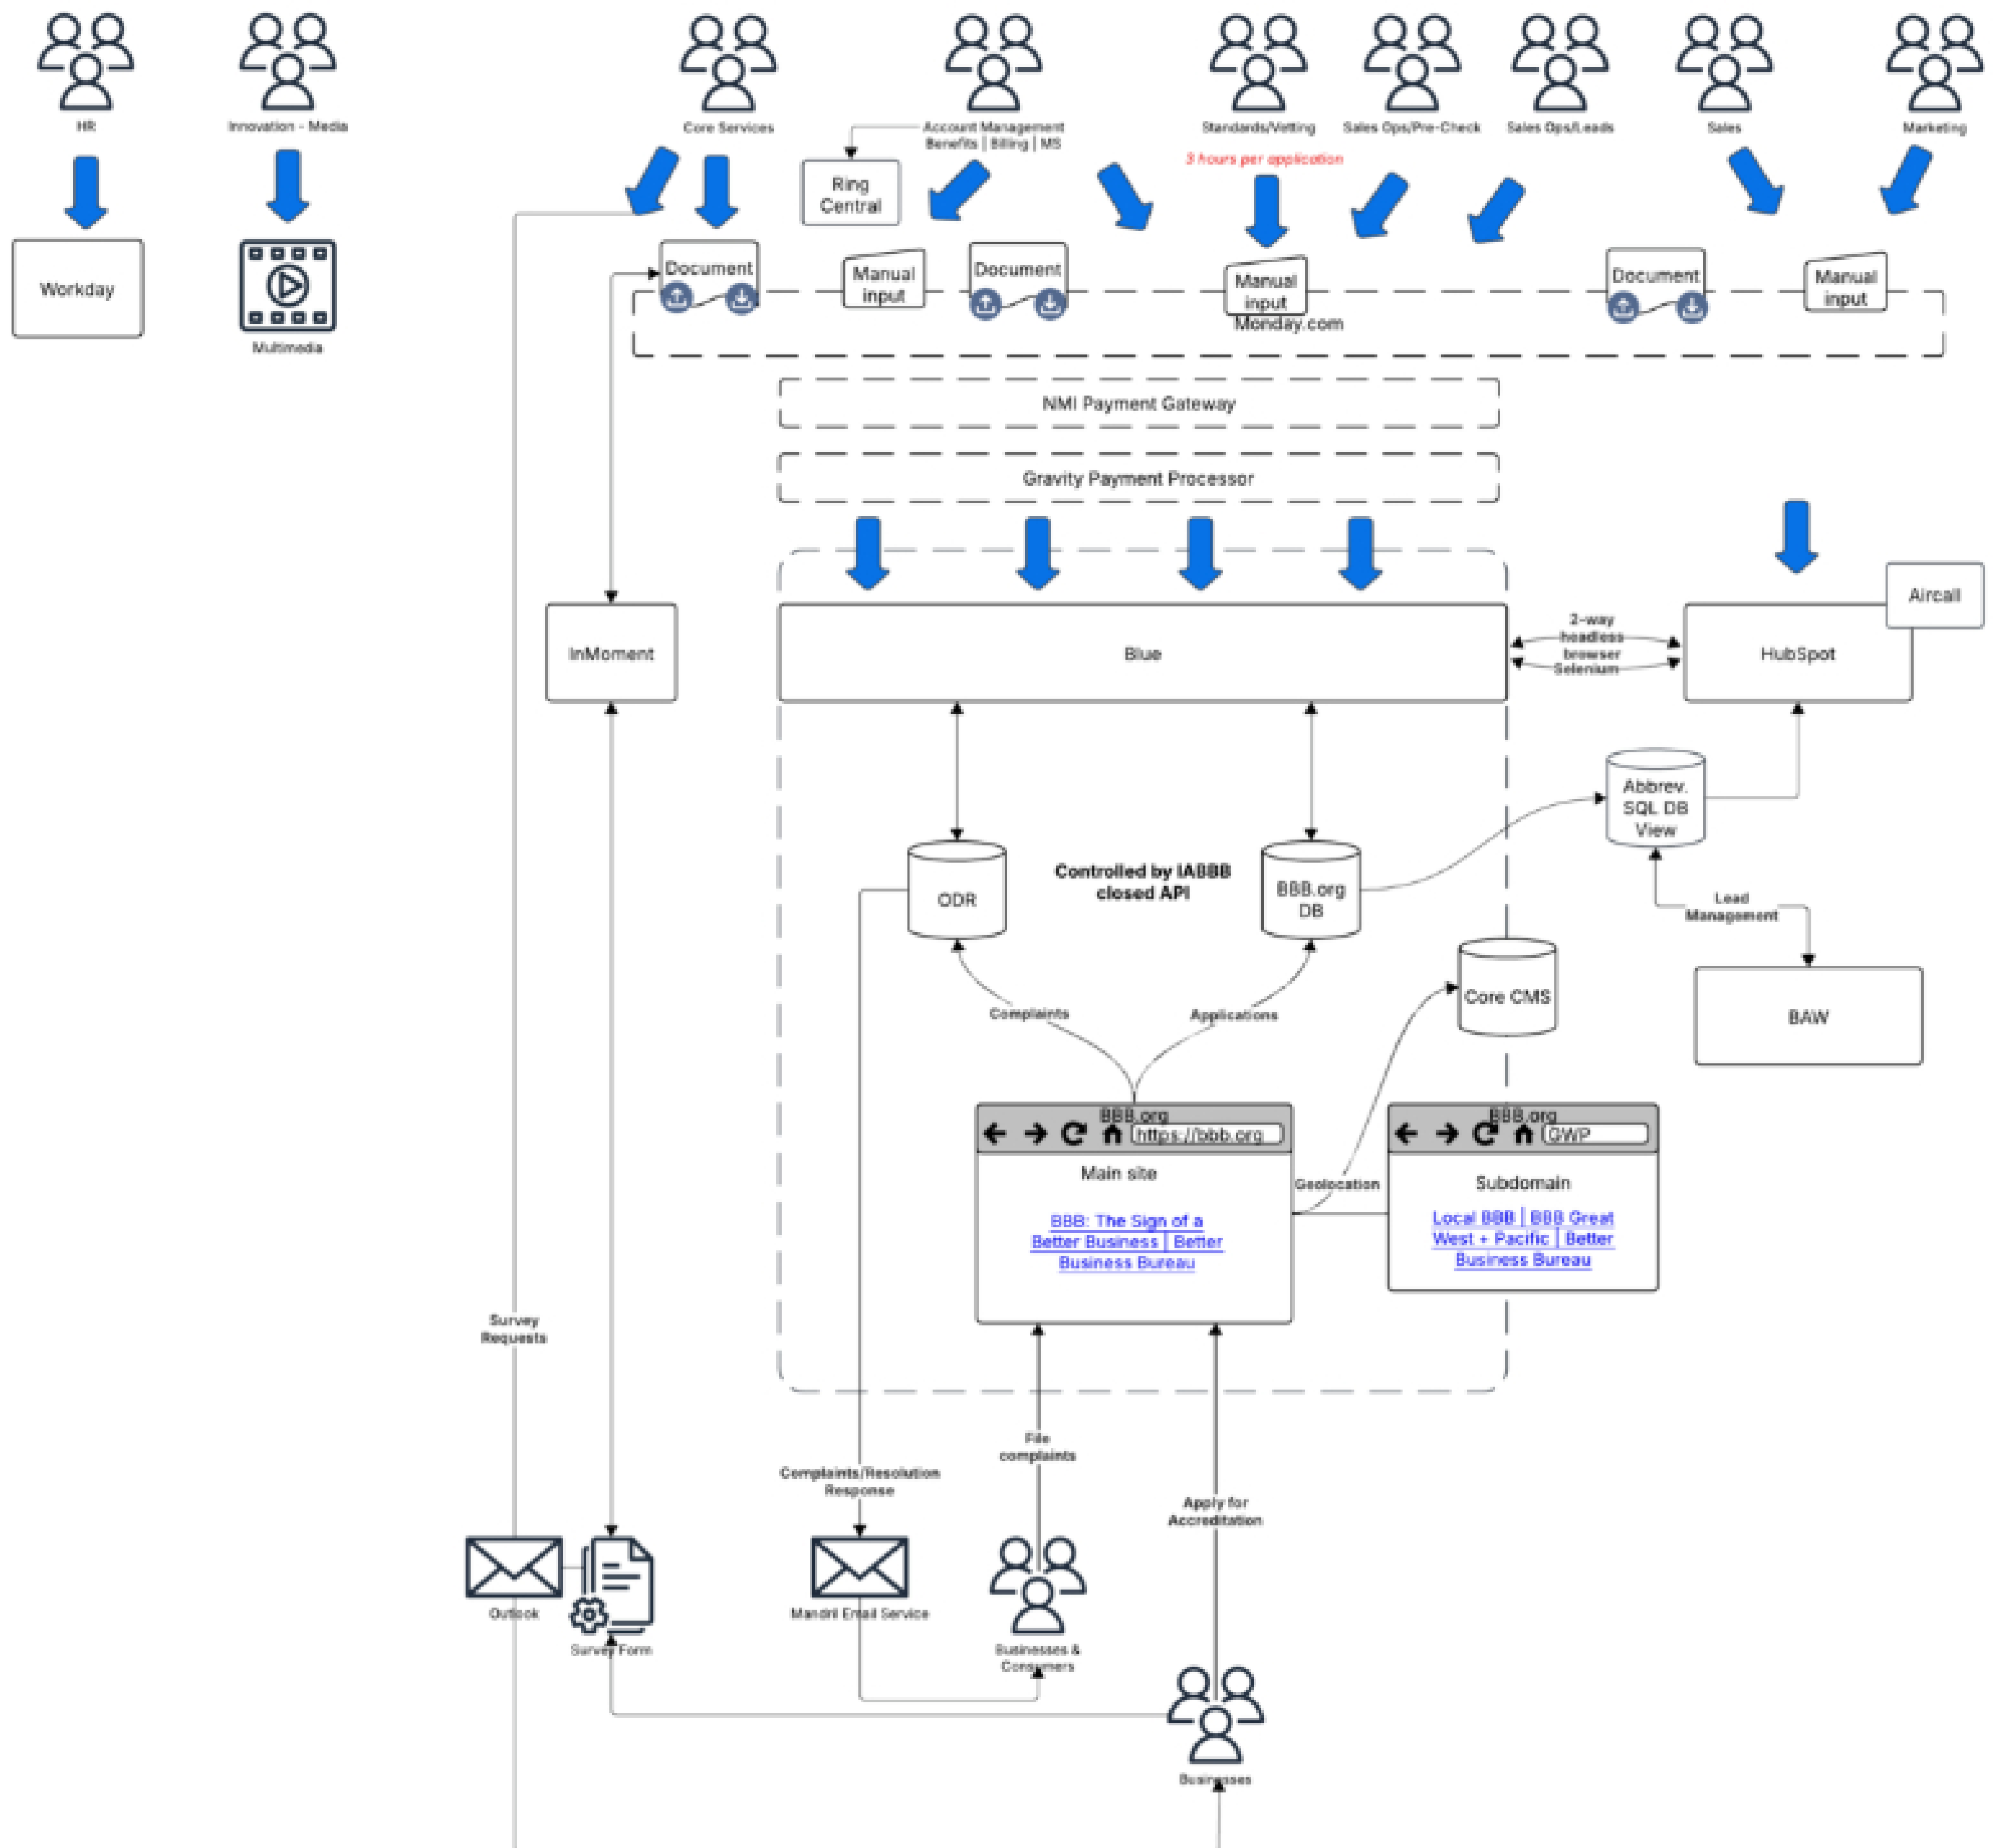 HR
Innovation - Media
Core Services
Account Management
Benefits | Billing | MS
Standards/Vetting
Sales Ops/Pre-Check
Sales Ops/Leads
Sales
Marketing
3 hours per application
Ring
Central
Workday
Multimedia
Document
Manual
input
Document
Manual
input
Monday.com
Document
Manual
input
NMI Payment Gateway
Gravity Payment Processor
InMoment
Blue
2-way
headless
browser
Selenium
HubSpot
Aircall
Abbrev.
SQL DB
View
ODR
Controlled by IABBB
closed API
BBB.org
DB
Lead
Management
Core CMS
BAW
Complaints
Applications
BBB.org
https://bbb.org
Main site
BBB: The Sign of a
Better Business | Better
Business Bureau
Geolocation
BBB.org
GWP
Subdomain
Local BBB | BBB Great
West + Pacific | Better
Business Bureau
Survey
Requests
File
complaints
Complaints/Resolution
Response
Apply for
Accreditation
Outlook
Survey Form
Mandril Email Service
Businesses &
Consumers
Businesses